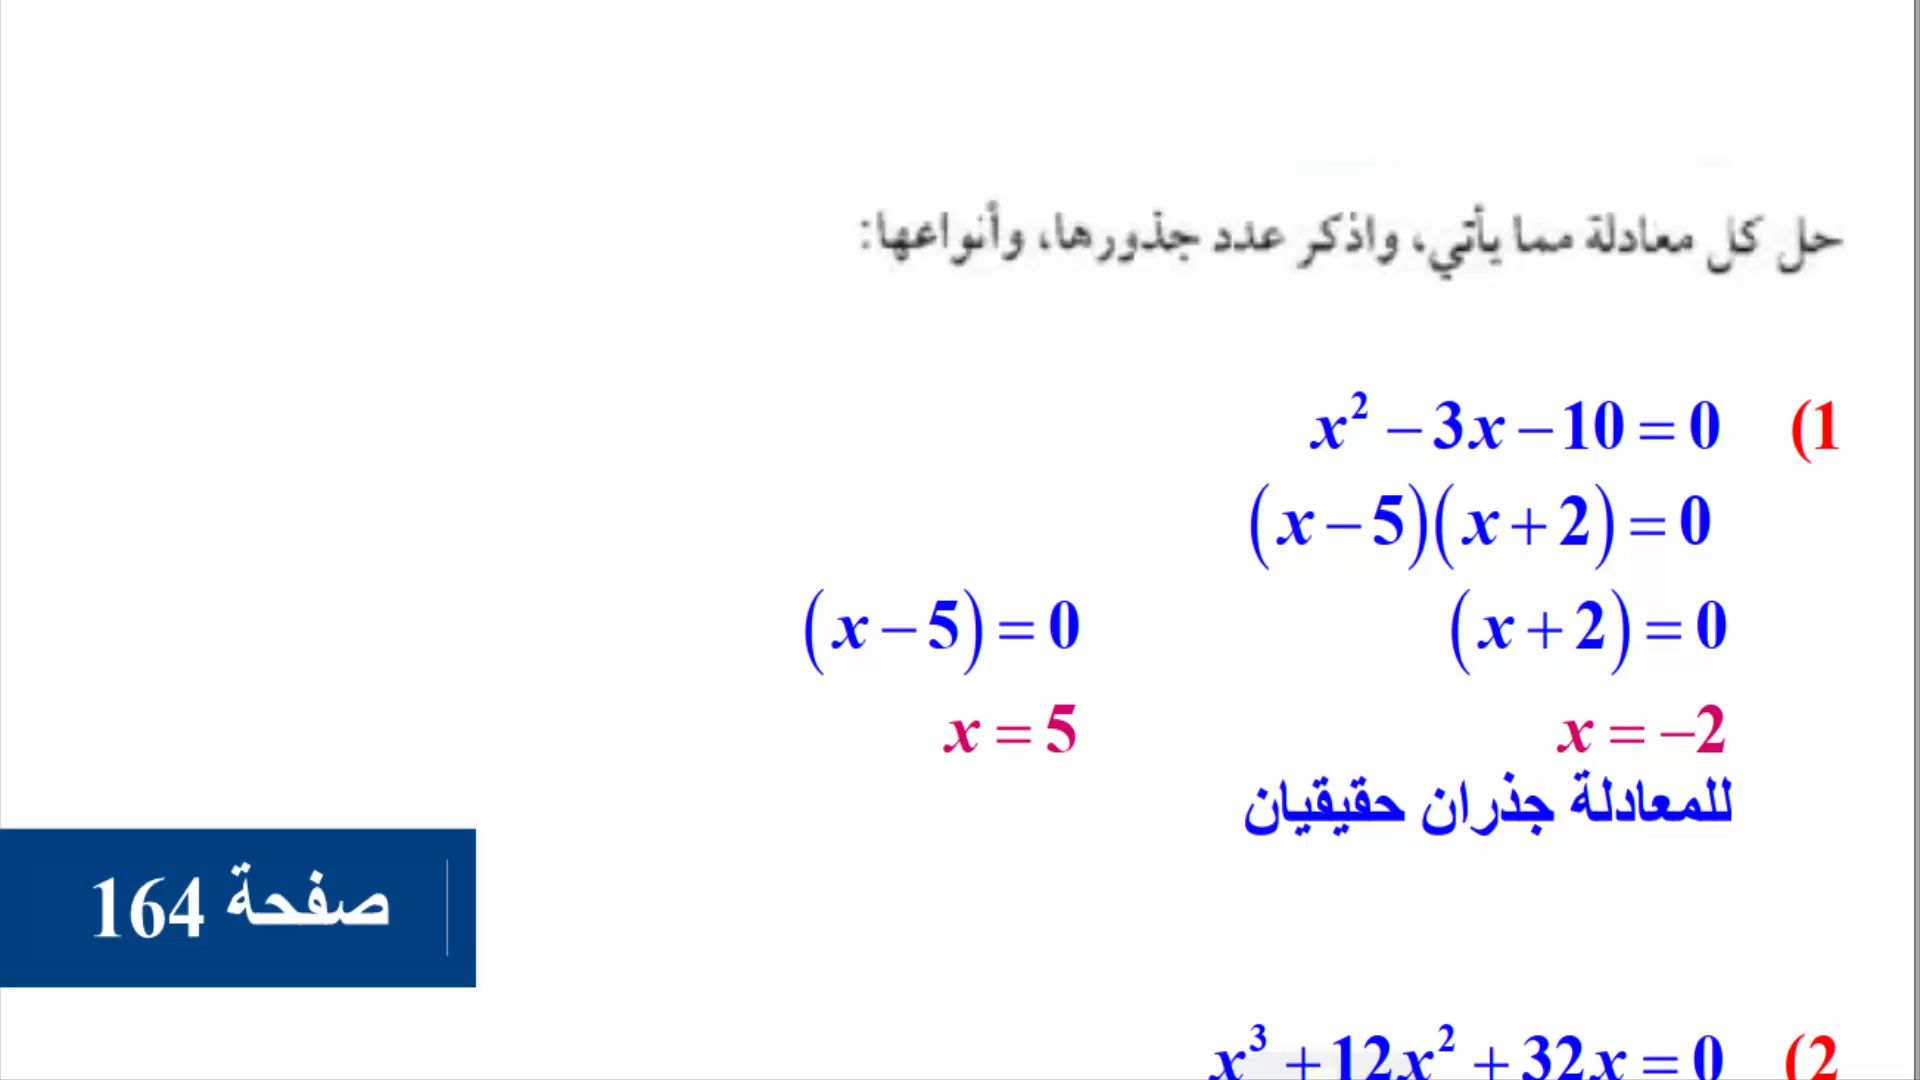 حل كل معادلة مما يأتي، واذكر عدد جذورها، وأنواعها:
(1 x² − 3x − 10 = 0
(x − 5)(x + 2) = 0
(x − 5) = 0 (x + 2) = 0
x = 5 x = −2
للمعادلة جذران حقيقيان
صفحة 164
(2 x³ + 12x² + 32x = 0